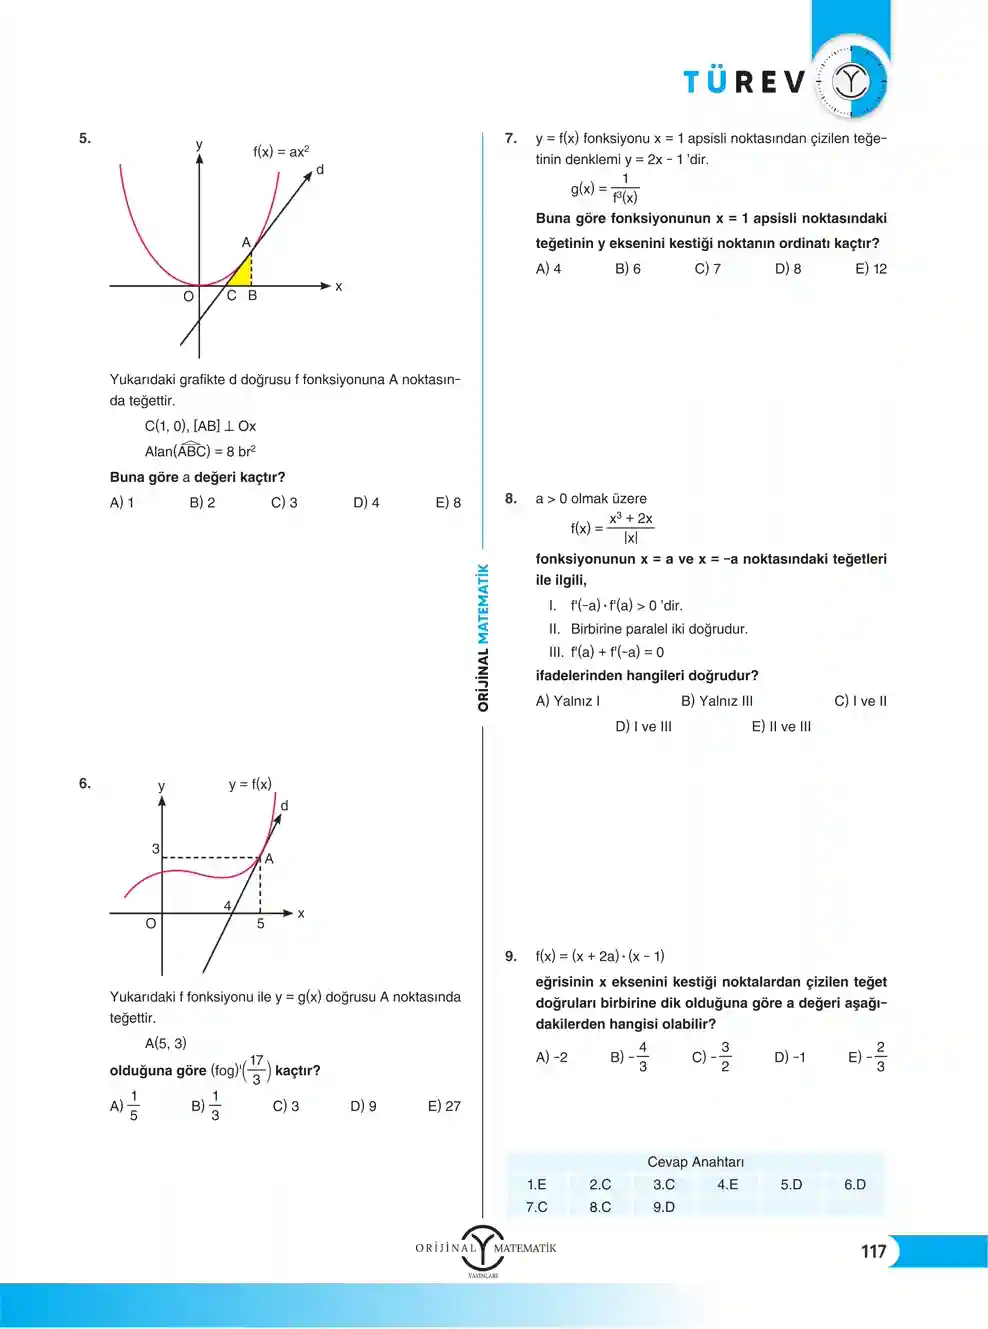 TÜREV
5.
y
f(x) = ax²
d
A
x
O
C
B
Yukarıdaki grafikte d doğrusu f fonksiyonuna A noktasın-
da teğettir.
C(1, 0), [AB] ⊥ Ox
Alan(ABC) = 8 br²
Buna göre a değeri kaçtır?
A) 1 B) 2 C) 3 D) 4 E) 8
6.
y
y = f(x)
d
3
A
4
x
O
5
Yukarıdaki f fonksiyonu ile y = g(x) doğrusu A noktasında
teğettir.
A(5, 3)
olduğuna göre (fog)'(17/3) kaçtır?
A) 1/5 B) 1/3 C) 3 D) 9 E) 27
ORİJİNAL MATEMATİK
7. y = f(x) fonksiyonu x = 1 apsisli noktasından çizilen teğe-
tinin denklemi y = 2x - 1 'dir.
g(x) = 1/f³(x)
Buna göre fonksiyonunun x = 1 apsisli noktasındaki
teğetinin y eksenini kestiği noktanın ordinatı kaçtır?
A) 4 B) 6 C) 7 D) 8 E) 12
8. a > 0 olmak üzere
f(x) = (x³ + 2x)/|x|
fonksiyonunun x = a ve x = -a noktasındaki teğetleri
ile ilgili,
I. f'(-a)·f'(a) > 0 'dir.
II. Birbirine paralel iki doğrudur.
III. f'(a) + f'(-a) = 0
ifadelerinden hangileri doğrudur?
A) Yalnız I B) Yalnız III C) I ve II
D) I ve III E) II ve III
9. f(x) = (x + 2a)·(x - 1)
eğrisinin x eksenini kestiği noktalardan çizilen teğet
doğruları birbirine dik olduğuna göre a değeri aşağı-
dakilerden hangisi olabilir?
A) -2 B) -4/3 C) -3/2 D) -1 E) -2/3
Cevap Anahtarı
1.E 2.C 3.C 4.E 5.D 6.D
7.C 8.C 9.D
ORİJİNAL MATEMATİK
YAYINLARI
117